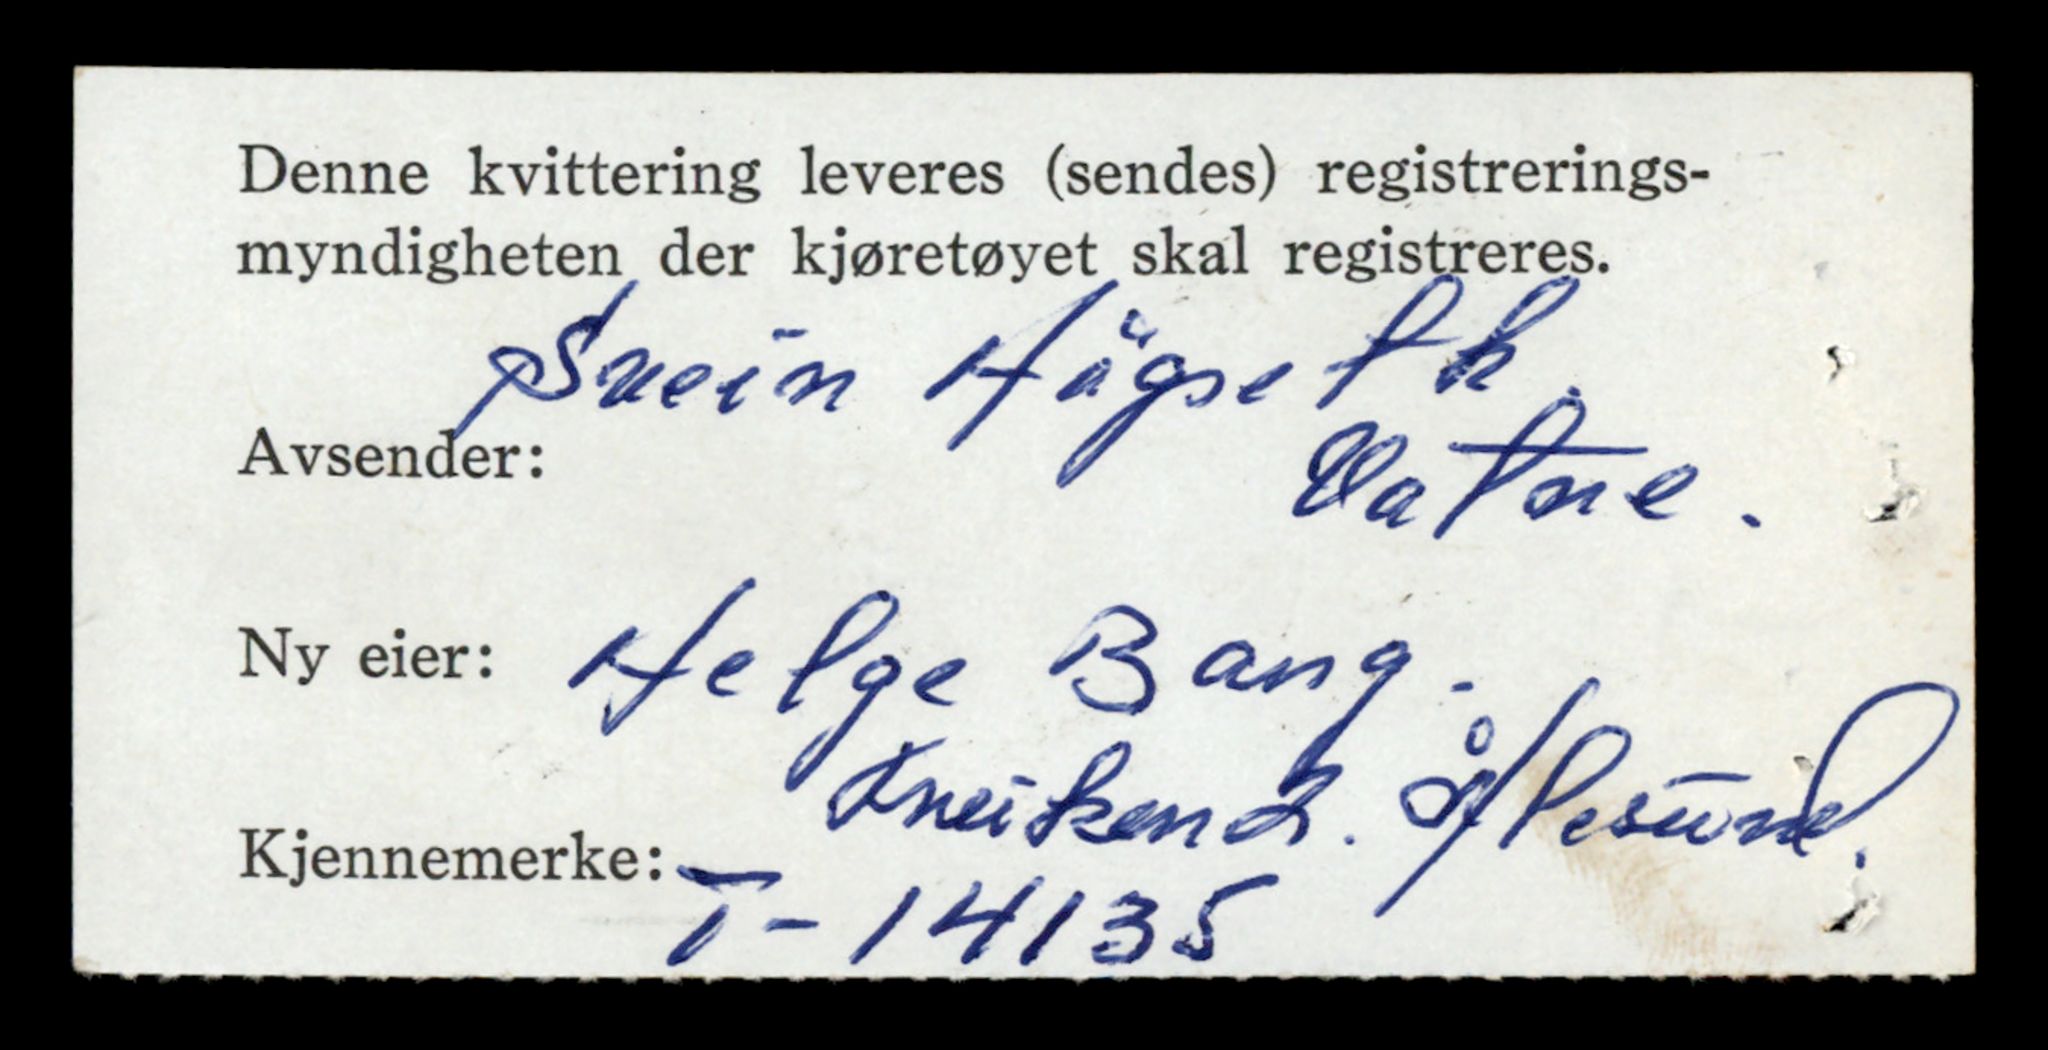 Denne kvittering leveres (sendes) registrerings-
myndigheten der kjøretøyet skal registreres.
Svein Hågseth.
Avsender:
Vatne.
Ny eier: Helge Bang.
Ålesund.
Kjennemerke: T-14135